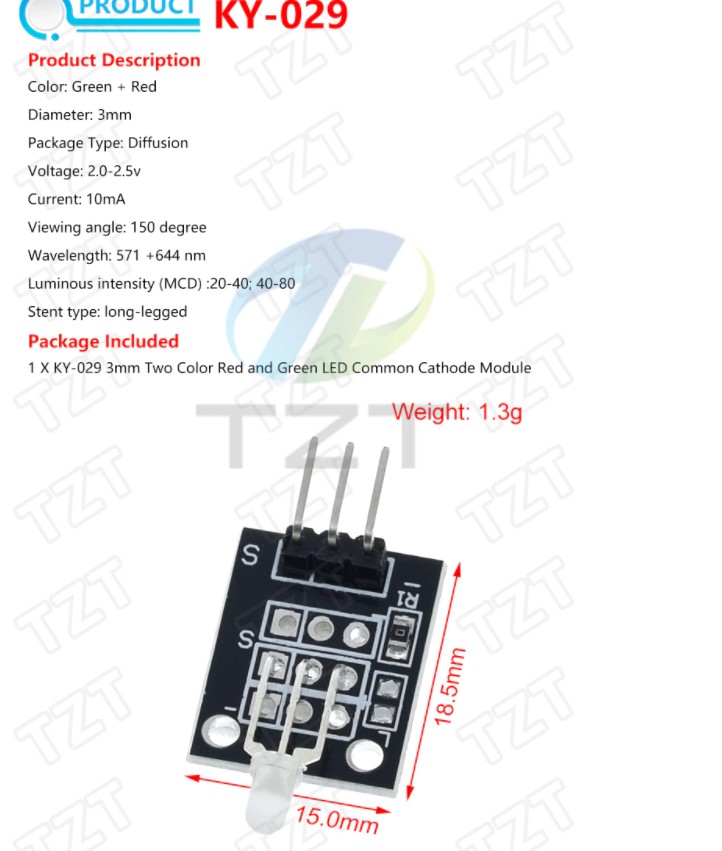 PRODUCT KY-029
Product Description
Color: Green + Red
Diameter: 3mm
Package Type: Diffusion
Voltage: 2.0-2.5v
Current: 10mA
Viewing angle: 150 degree
Wavelength: 571 +644 nm
Luminous intensity (MCD) :20-40; 40-80
Stent type: long-legged
Package Included
1 X KY-029 3mm Two Color Red and Green LED Common Cathode Module
TZT
Weight: 1.3g
S
R1
S
18.5mm
15.0mm